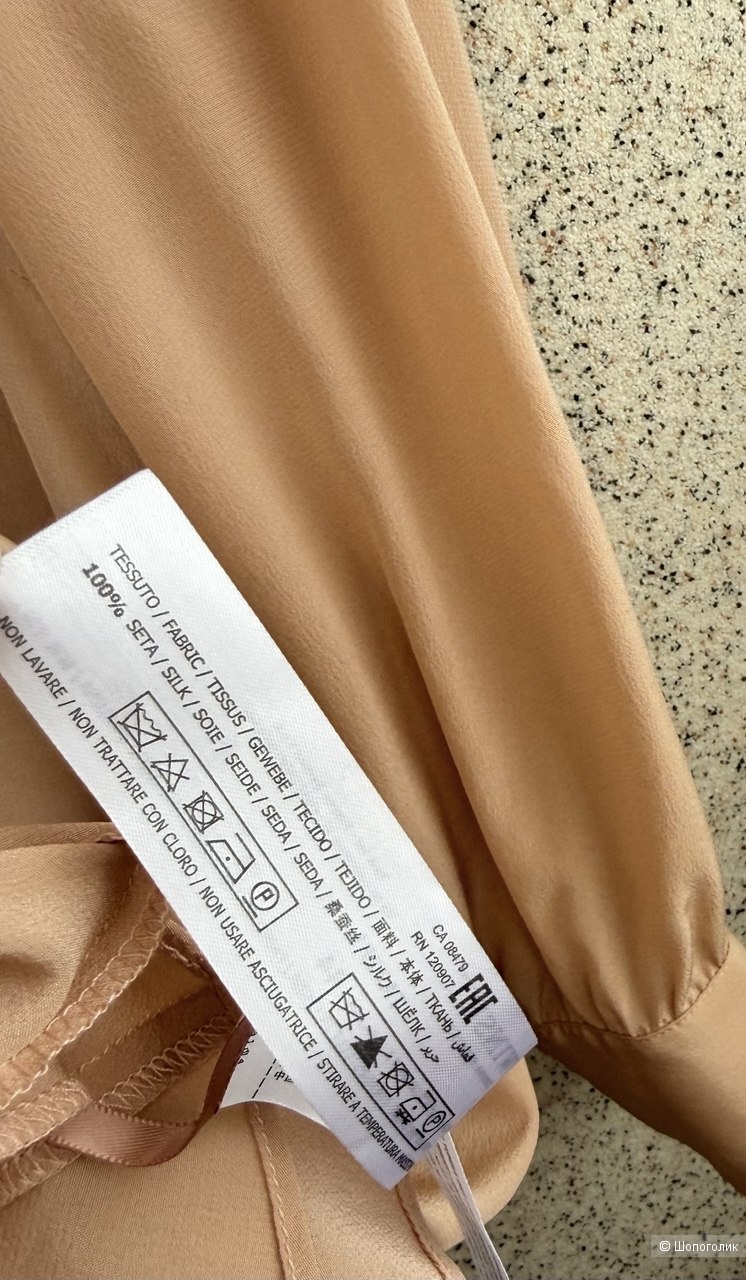 TESSUTO / FABRIC / TISSUS / GEWEBE / TECIDO / TEJIDO / 面料 / 本体 / ТКАНЬ / قماش
100% SETA / SILK / SOIE / SEIDE / SEDA / SEDA / 桑蚕丝 / シルク / ШЁЛК / حرير
CA 08479
RN 120907
EAC
P
P
NON LAVARE / NON TRATTARE CON CLORO / NON USARE ASCIUGATRICE / STIRARE A TEMPERATURA
© Шопоголик